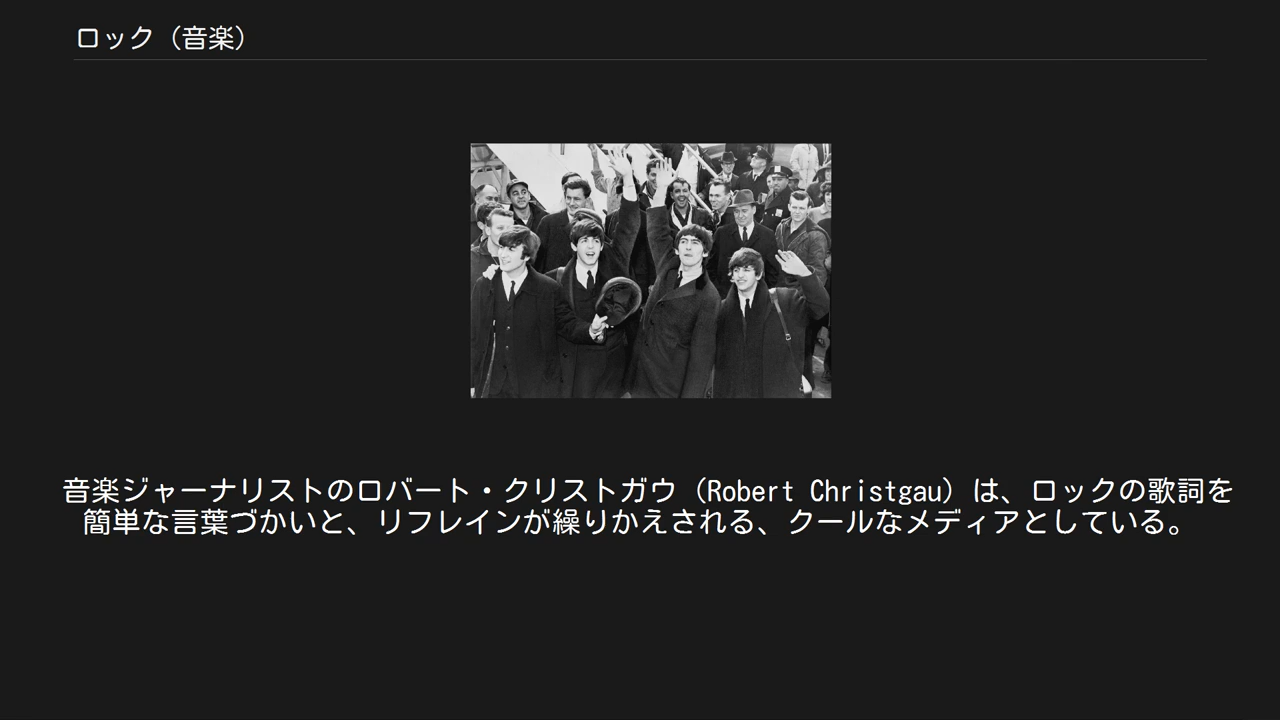 ロック（音楽）
音楽ジャーナリストのロバート・クリストガウ（Robert Christgau）は、ロックの歌詞を
簡単な言葉づかいと、リフレインが繰りかえされる、クールなメディアとしている。